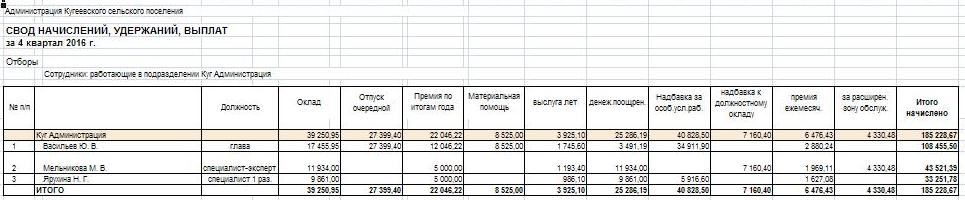 Администрация Кугеевского сельского поселения
СВОД НАЧИСЛЕНИЙ, УДЕРЖАНИЙ, ВЫПЛАТ
за 4 квартал 2016 г.
Отборы
Сотрудники: работающие в подразделении Куг Администрация
№ п/п Должность Оклад Отпуск очередной Премия по итогам года Материальная помощь выслуга лет денеж.поощрен. Надбавка за особ.усл.раб. надбавка к должностному окладу премия ежемесяч. за расширен. зону обслуж. Итого начислено
Куг Администрация 39 250,95 27 399,40 22 046,22 8 525,00 3 925,10 25 286,19 40 828,50 7 160,40 6 476,43 4 330,48 185 228,67
1 Васильев Ю. В. глава 17 455,95 27 399,40 12 046,22 8 525,00 1 745,60 3 491,19 34 911,90 2 880,24 108 455,50
2 Мельникова М. В. специалист-эксперт 11 934,00 5 000,00 1 193,40 11 934,00 7 160,40 1 969,11 4 330,48 43 521,39
3 Ярухина Н. Г. специалист 1 раз. 9 861,00 5 000,00 986,10 9 861,00 5 916,60 1 627,08 33 251,78
ИТОГО 39 250,95 27 399,40 22 046,22 8 525,00 3 925,10 25 286,19 40 828,50 7 160,40 6 476,43 4 330,48 185 228,67